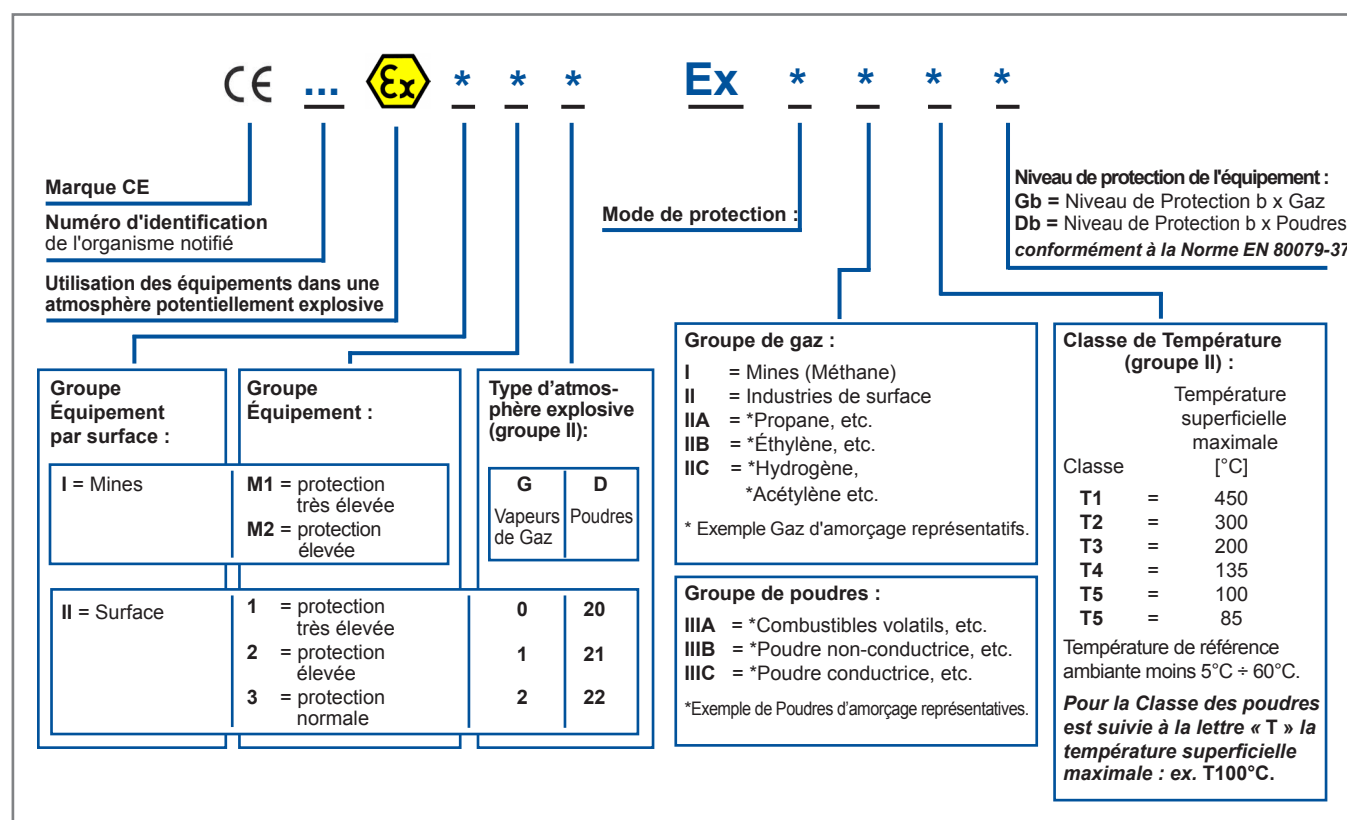 CE ... Ex * * * Ex * * * *
Marque CE
Numéro d'identification
de l'organisme notifié
Utilisation des équipements dans une
atmosphère potentiellement explosive
Mode de protection :
Niveau de protection de l'équipement :
Gb = Niveau de Protection b x Gaz
Db = Niveau de Protection b x Poudres
conformément à la Norme EN 80079-37
Groupe
Équipement
par surface :
I = Mines
II = Surface
Groupe
Équipement :
M1 = protection
très élevée
M2 = protection
élevée
1 = protection
très élevée
2 = protection
élevée
3 = protection
normale
Type d'atmos-
phère explosive
(groupe II):
G D
Vapeurs Poudres
de Gaz
0 20
1 21
2 22
Groupe de gaz :
I = Mines (Méthane)
II = Industries de surface
IIA = *Propane, etc.
IIB = *Éthylène, etc.
IIC = *Hydrogène,
*Acétylène etc.
* Exemple Gaz d'amorçage représentatifs.
Groupe de poudres :
IIIA = *Combustibles volatils, etc.
IIIB = *Poudre non-conductrice, etc.
IIIC = *Poudre conductrice, etc.
*Exemple de Poudres d'amorçage représentatives.
Classe de Température
(groupe II) :
Température
superficielle
maximale
Classe [°C]
T1 = 450
T2 = 300
T3 = 200
T4 = 135
T5 = 100
T5 = 85
Température de référence
ambiante moins 5°C ÷ 60°C.
Pour la Classe des poudres
est suivie à la lettre « T » la
température superficielle
maximale : ex. T100°C.